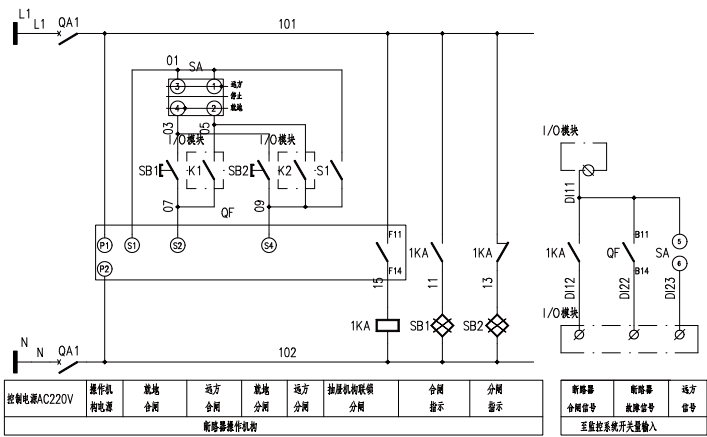 L1
L1
QA1
101
01
SA
3
1
远方
停止
4
2
就地
03
05
I/O模块
SB1
K1
SB2
K2
S1
07
09
QF
P1
S1
S2
S4
P2
F11
F14
15
1KA
11
1KA
13
1KA
SB1
SB2
N
N
QA1
102
I/O模块
DI11
1KA
QF
B11
B14
SA
5
6
DI12
DI22
DI23
I/O模块
控制电源AC220V
操作机
构电源
就地
合闸
远方
合闸
就地
分闸
远方
分闸
抽屉机构联锁
分闸
合闸
指示
分闸
指示
断路器操作机构
断路器
合闸信号
断路器
故障信号
远方
信号
至监控系统开关量输入